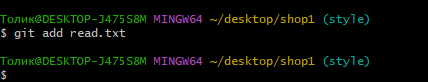 Толик@DESKTOP-J475S8M MINGW64 ~/desktop/shop1 (style)
$ git add read.txt
Толик@DESKTOP-J475S8M MINGW64 ~/desktop/shop1 (style)
$